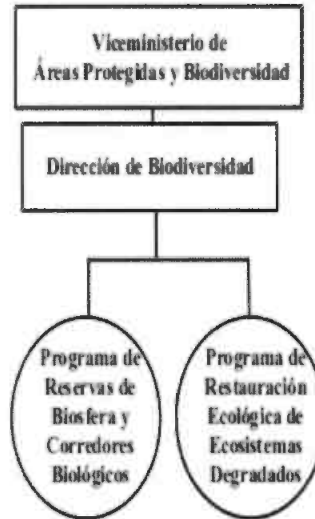 Viceministerio de
Áreas Protegidas y Biodiversidad
Dirección de Biodiversidad
Programa de
Reservas de
Biosfera y
Corredores
Biológicos
Programa de
Restauración
Ecológica de
Ecosistemas
Degradados